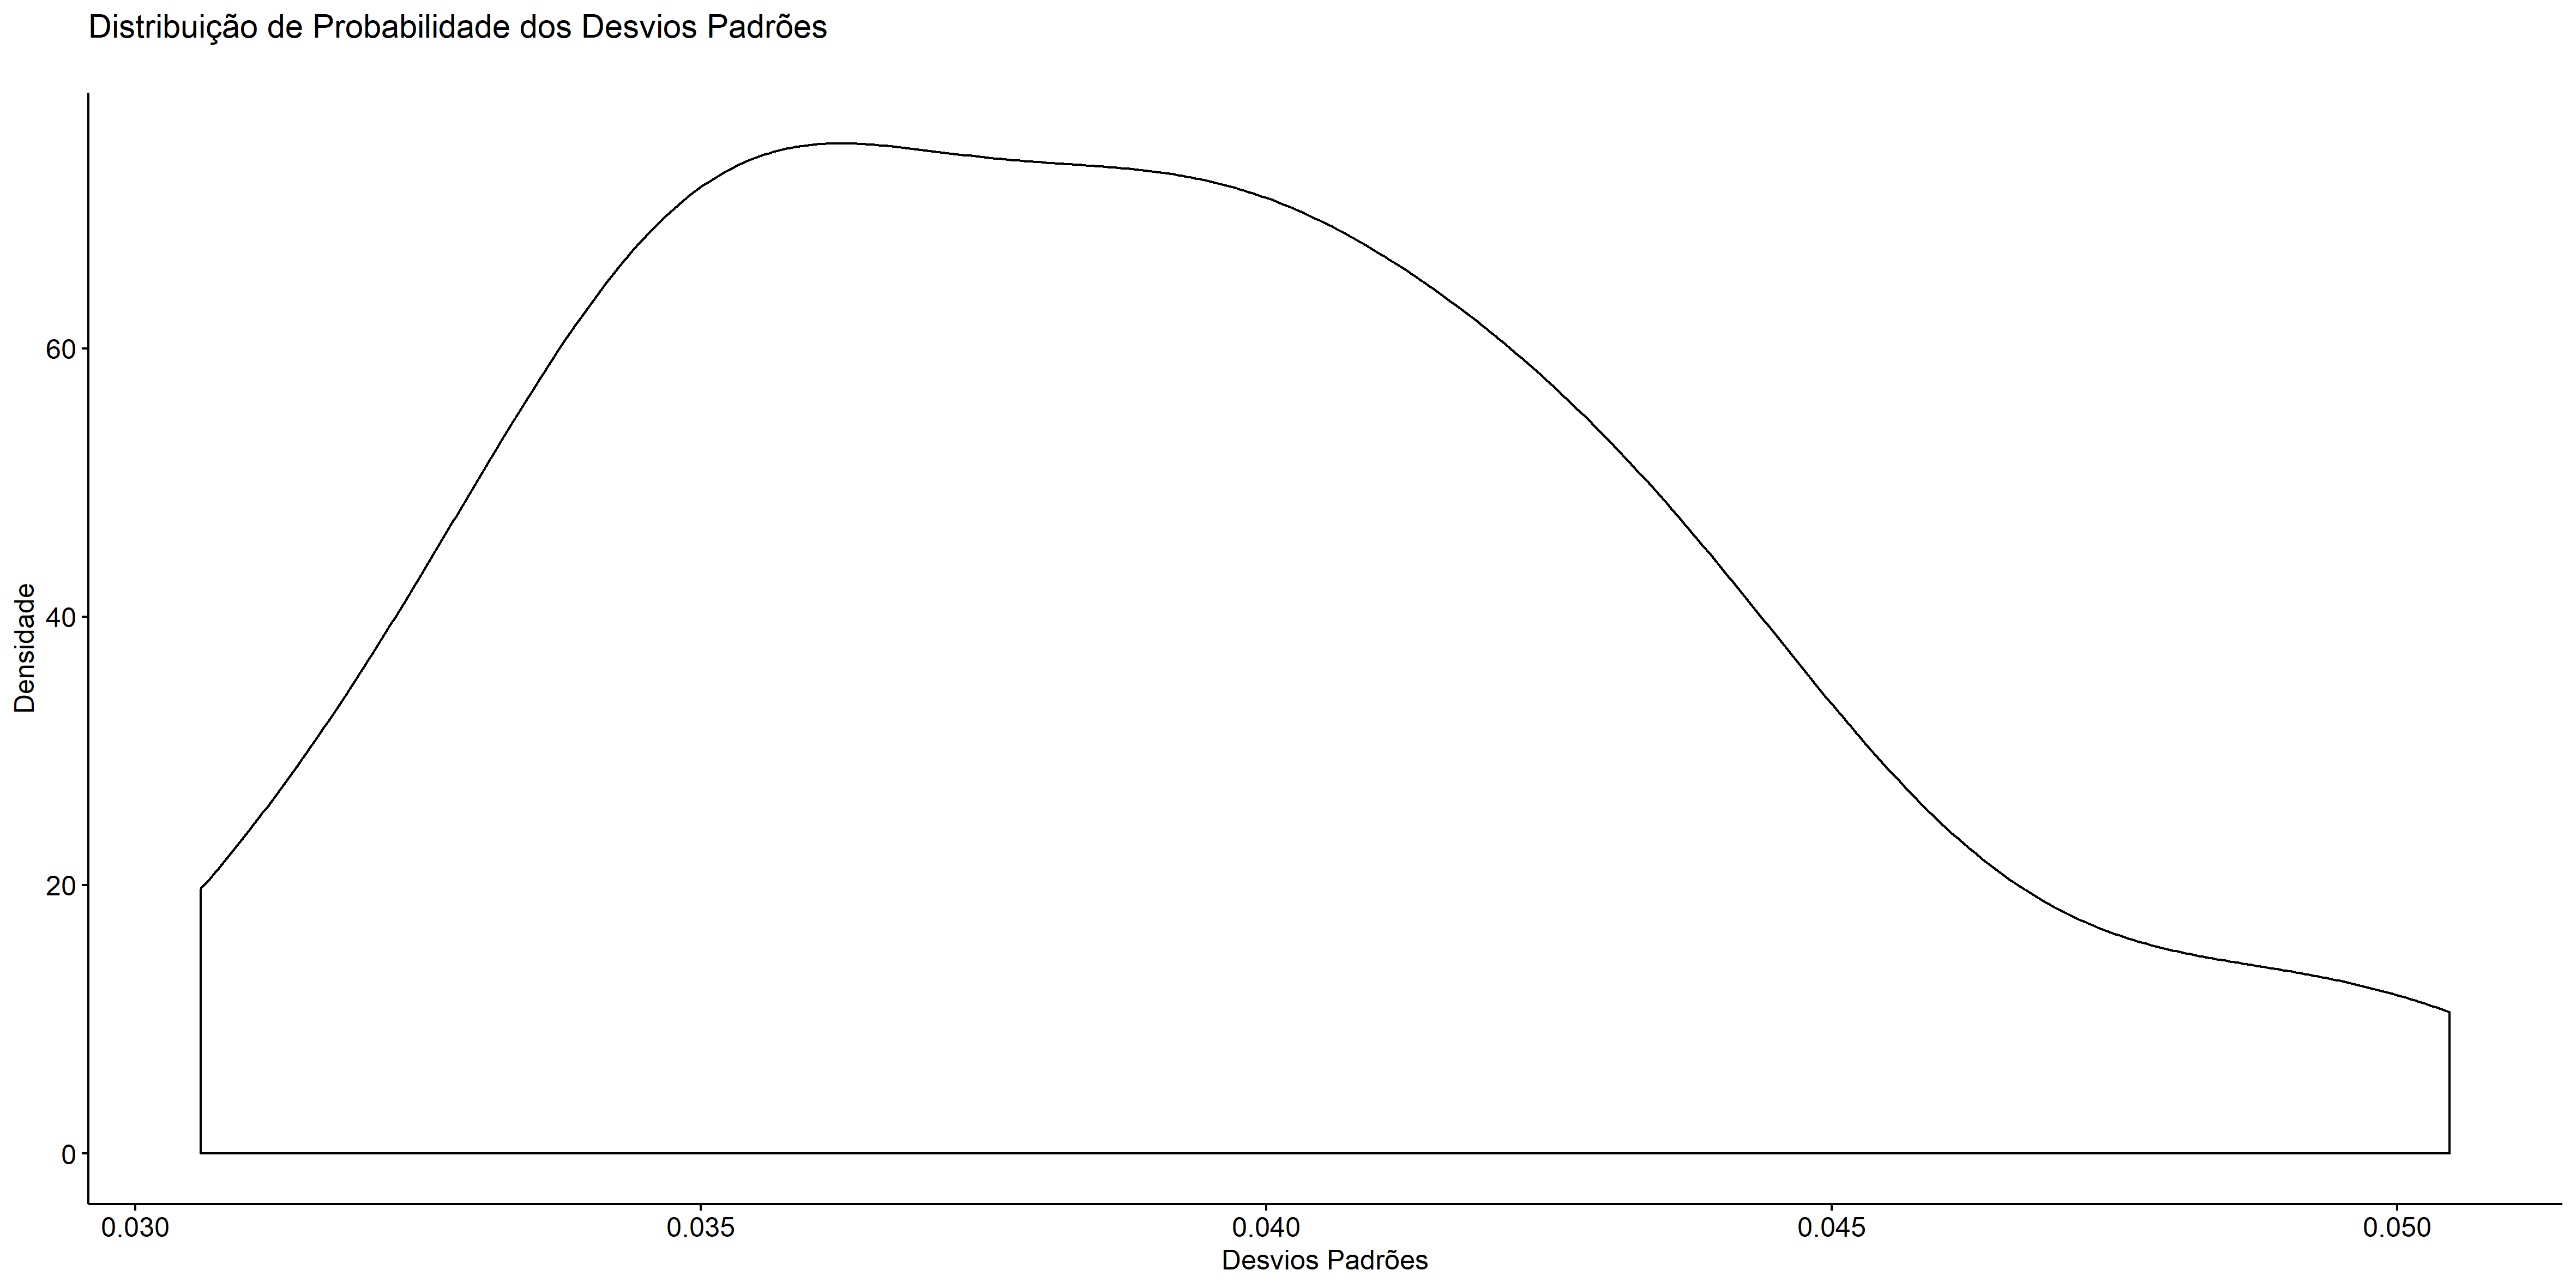 Distribuição de Probabilidade dos Desvios Padrões
Densidade
60
40
20
0
0.030 0.035 0.040 0.045 0.050
Desvios Padrões